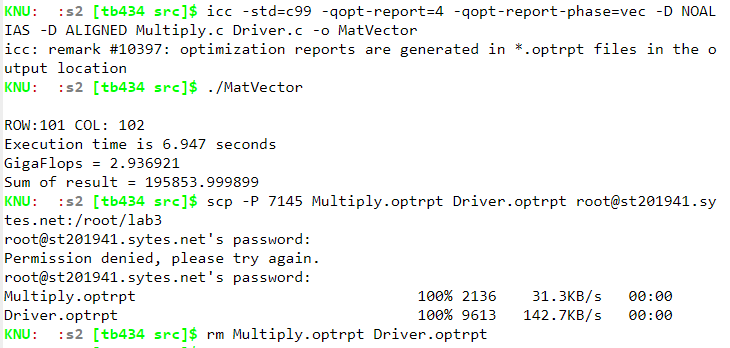 KNU: :s2 [tb434 src]$ icc -std=c99 -qopt-report=4 -qopt-report-phase=vec -D NOAL
IAS -D ALIGNED Multiply.c Driver.c -o MatVector
icc: remark #10397: optimization reports are generated in *.optrpt files in the o
utput location
KNU: :s2 [tb434 src]$ ./MatVector

ROW:101 COL: 102
Execution time is 6.947 seconds
GigaFlops = 2.936921
Sum of result = 195853.999899
KNU: :s2 [tb434 src]$ scp -P 7145 Multiply.optrpt Driver.optrpt root@st201941.sy
tes.net:/root/lab3
root@st201941.sytes.net's password:
Permission denied, please try again.
root@st201941.sytes.net's password:
Multiply.optrpt 100% 2136 31.3KB/s 00:00
Driver.optrpt 100% 9613 142.7KB/s 00:00
KNU: :s2 [tb434 src]$ rm Multiply.optrpt Driver.optrpt